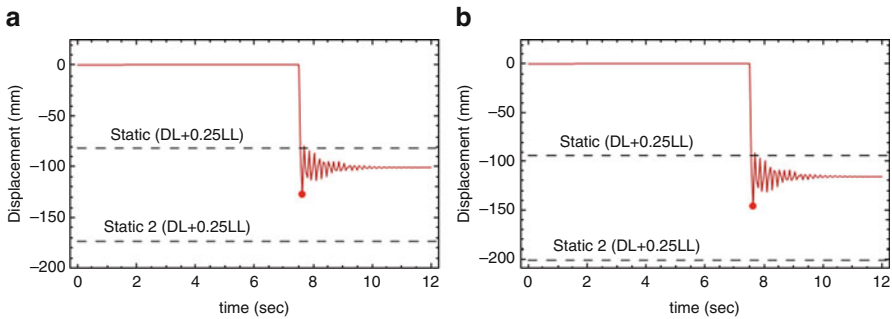 a
0
−50
−100
−150
−200
Displacement (mm)
Static (DL+0.25LL)
Static 2 (DL+0.25LL)
0 2 4 6 8 10 12
time (sec)
b
0
−50
−100
−150
−200
Displacement (mm)
Static (DL+0.25LL)
Static 2 (DL+0.25LL)
0 2 4 6 8 10 12
time (sec)